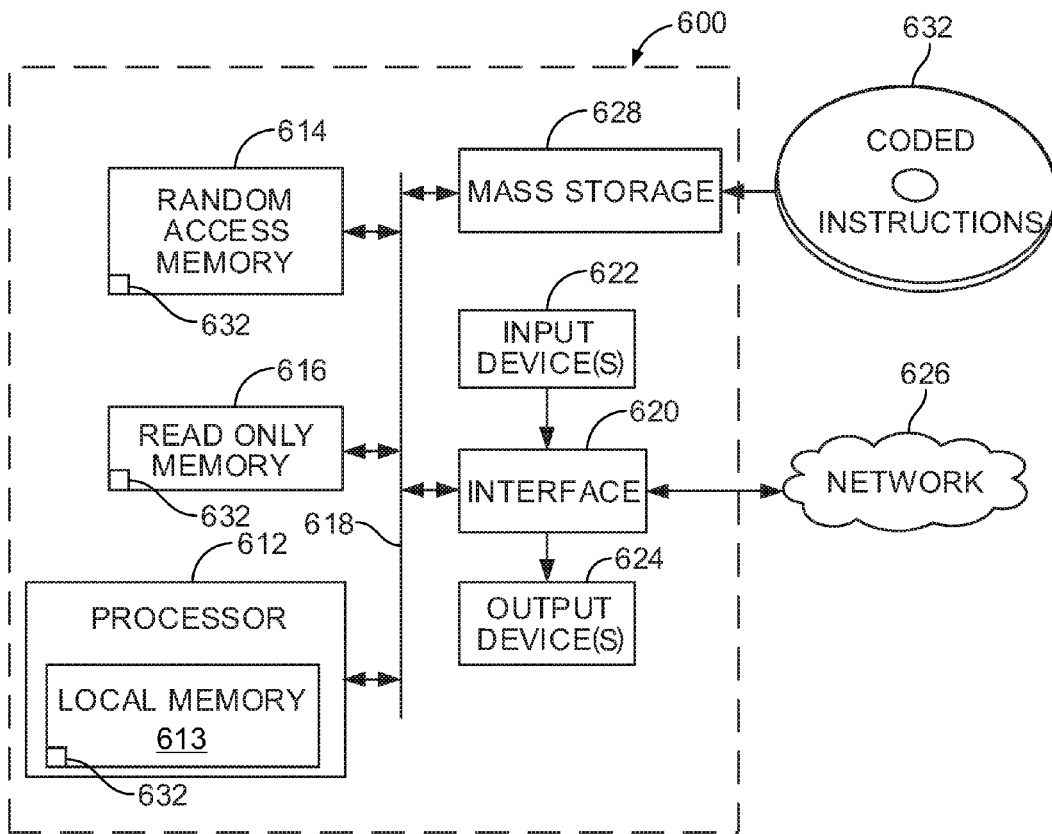 600
632
614
628
RANDOM
ACCESS
MEMORY
MASS STORAGE
CODED
INSTRUCTIONS
632
622
INPUT
DEVICE(S)
616
620
626
READ ONLY
MEMORY
INTERFACE
NETWORK
632
618
612
624
PROCESSOR
OUTPUT
DEVICE(S)
LOCAL MEMORY
613
632